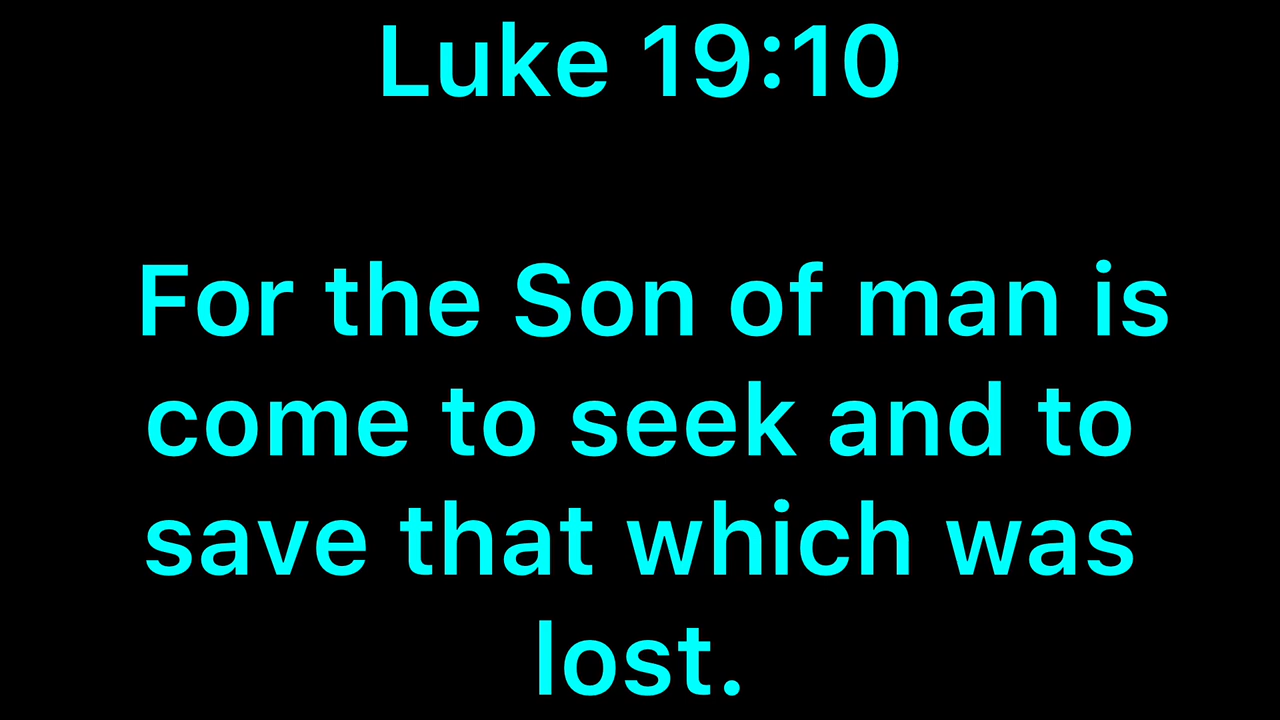 Luke 19:10
For the Son of man is
come to seek and to
save that which was
lost.